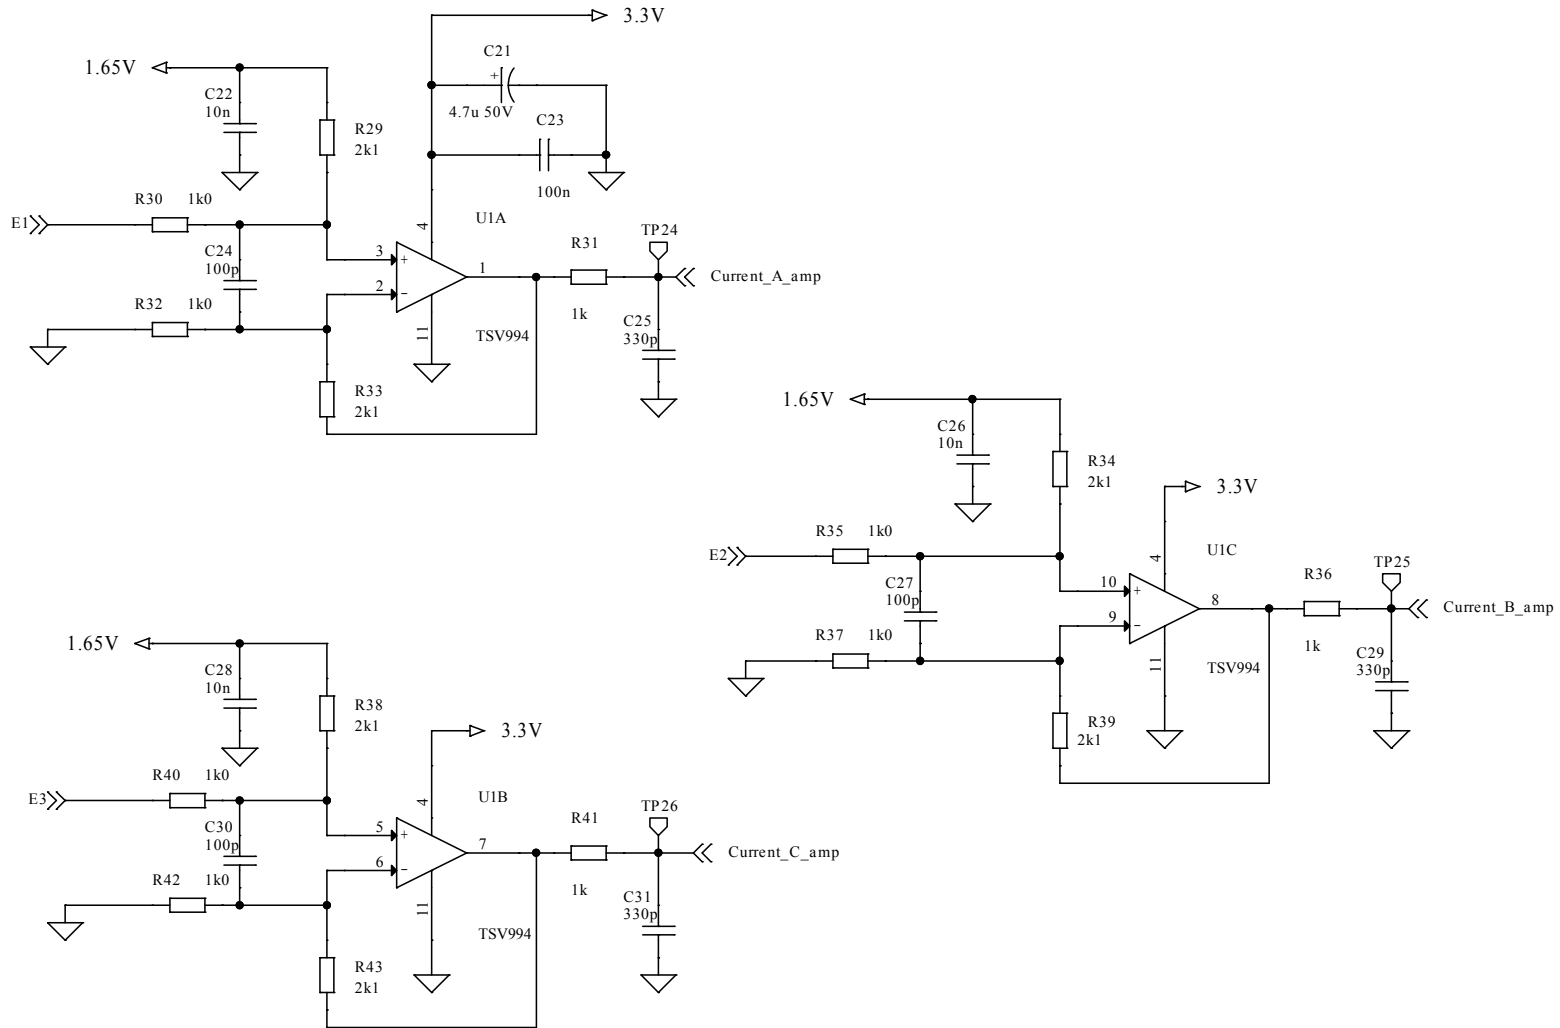 3.3V
1.65V
C21
+
4.7u 50V
C22
10n
R29
2k1
C23
100n
R30 1k0
E1
C24
100p
R32 1k0
4
U1A
3
+
2
−
1
11
TSV994
R31
1k
TP24
Current_A_amp
C25
330p
R33
2k1
1.65V
C26
10n
R34
2k1
3.3V
R35 1k0
E2
C27
100p
R37 1k0
4
U1C
10
+
9
−
8
11
TSV994
R36
1k
TP25
Current_B_amp
C29
330p
R39
2k1
1.65V
C28
10n
R38
2k1
3.3V
R40 1k0
E3
C30
100p
R42 1k0
4
U1B
5
+
6
−
7
11
TSV994
R41
1k
TP26
Current_C_amp
C31
330p
R43
2k1